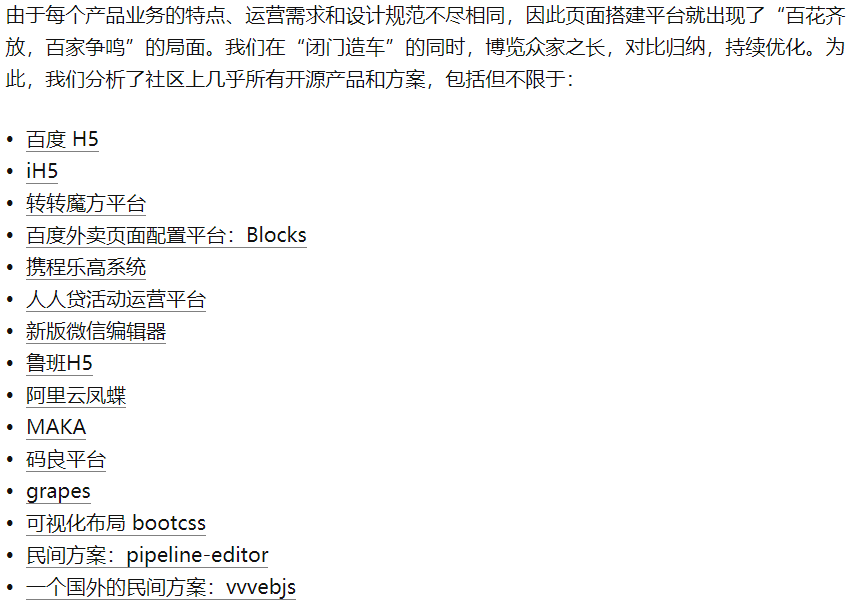 由于每个产品业务的特点、运营需求和设计规范不尽相同，因此页面搭建平台就出现了“百花齐
放，百家争鸣”的局面。我们在“闭门造车”的同时，博览众家之长，对比归纳，持续优化。为
此，我们分析了社区上几乎所有开源产品和方案，包括但不限于：
• 百度 H5
• iH5
• 转转魔方平台
• 百度外卖页面配置平台：Blocks
• 携程乐高系统
• 人人贷活动运营平台
• 新版微信编辑器
• 鲁班H5
• 阿里云凤蝶
• MAKA
• 码良平台
• grapes
• 可视化布局 bootcss
• 民间方案：pipeline-editor
• 一个国外的民间方案：vvvebjs